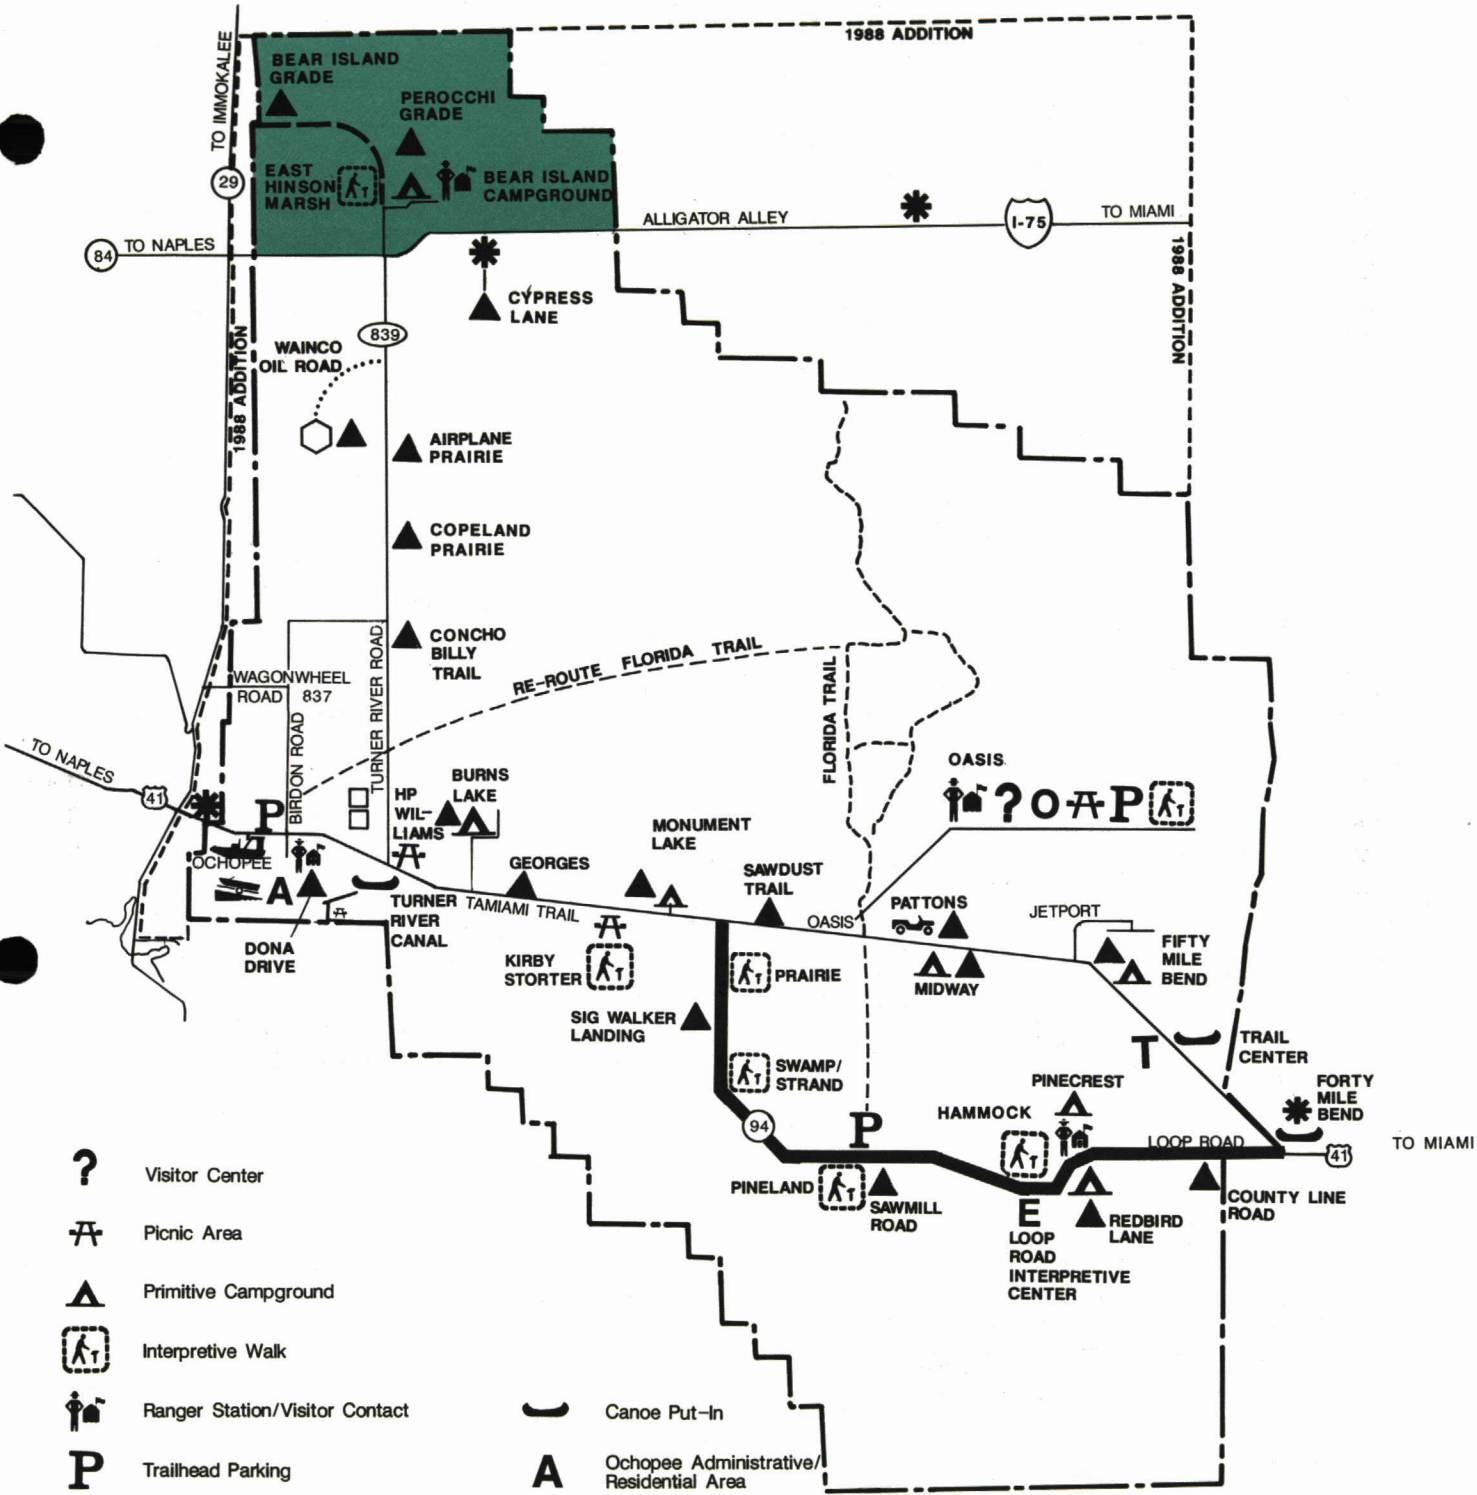 1988 ADDITION
TO IMMOKALEE
BEAR ISLAND
GRADE
PEROCCHI
GRADE
29
EAST
HINSON
MARSH
BEAR ISLAND
CAMPGROUND
ALLIGATOR ALLEY
I-75
TO MIAMI
84
TO NAPLES
1988 ADDITION
CYPRESS
LANE
839
WAINCO
OIL ROAD
1988 ADDITION
AIRPLANE
PRAIRIE
COPELAND
PRAIRIE
CONCHO
BILLY
TRAIL
TURNER RIVER ROAD
RE-ROUTE FLORIDA TRAIL
FLORIDA TRAIL
WAGONWHEEL
ROAD 837
BIRDON ROAD
TO NAPLES
41
P
HP
WIL-
LIAMS
BURNS
LAKE
OASIS
? O P
MONUMENT
LAKE
OCHOPEE
A
GEORGES
SAWDUST
TRAIL
TAMIAMI TRAIL
TURNER
RIVER
CANAL
DONA
DRIVE
OASIS
PATTONS
JETPORT
FIFTY
MILE
BEND
KIRBY
STORTER
PRAIRIE
MIDWAY
SIG WALKER
LANDING
SWAMP/
STRAND
T
TRAIL
CENTER
PINECREST
FORTY
MILE
BEND
94
P
HAMMOCK
LOOP ROAD
41
TO MIAMI
PINELAND
SAWMILL
ROAD
E
LOOP
ROAD
INTERPRETIVE
CENTER
REDBIRD
LANE
COUNTY LINE
ROAD
? Visitor Center
Picnic Area
Primitive Campground
Interpretive Walk
Ranger Station/Visitor Contact
P Trailhead Parking
Canoe Put-In
A Ochopee Administrative/
Residential Area